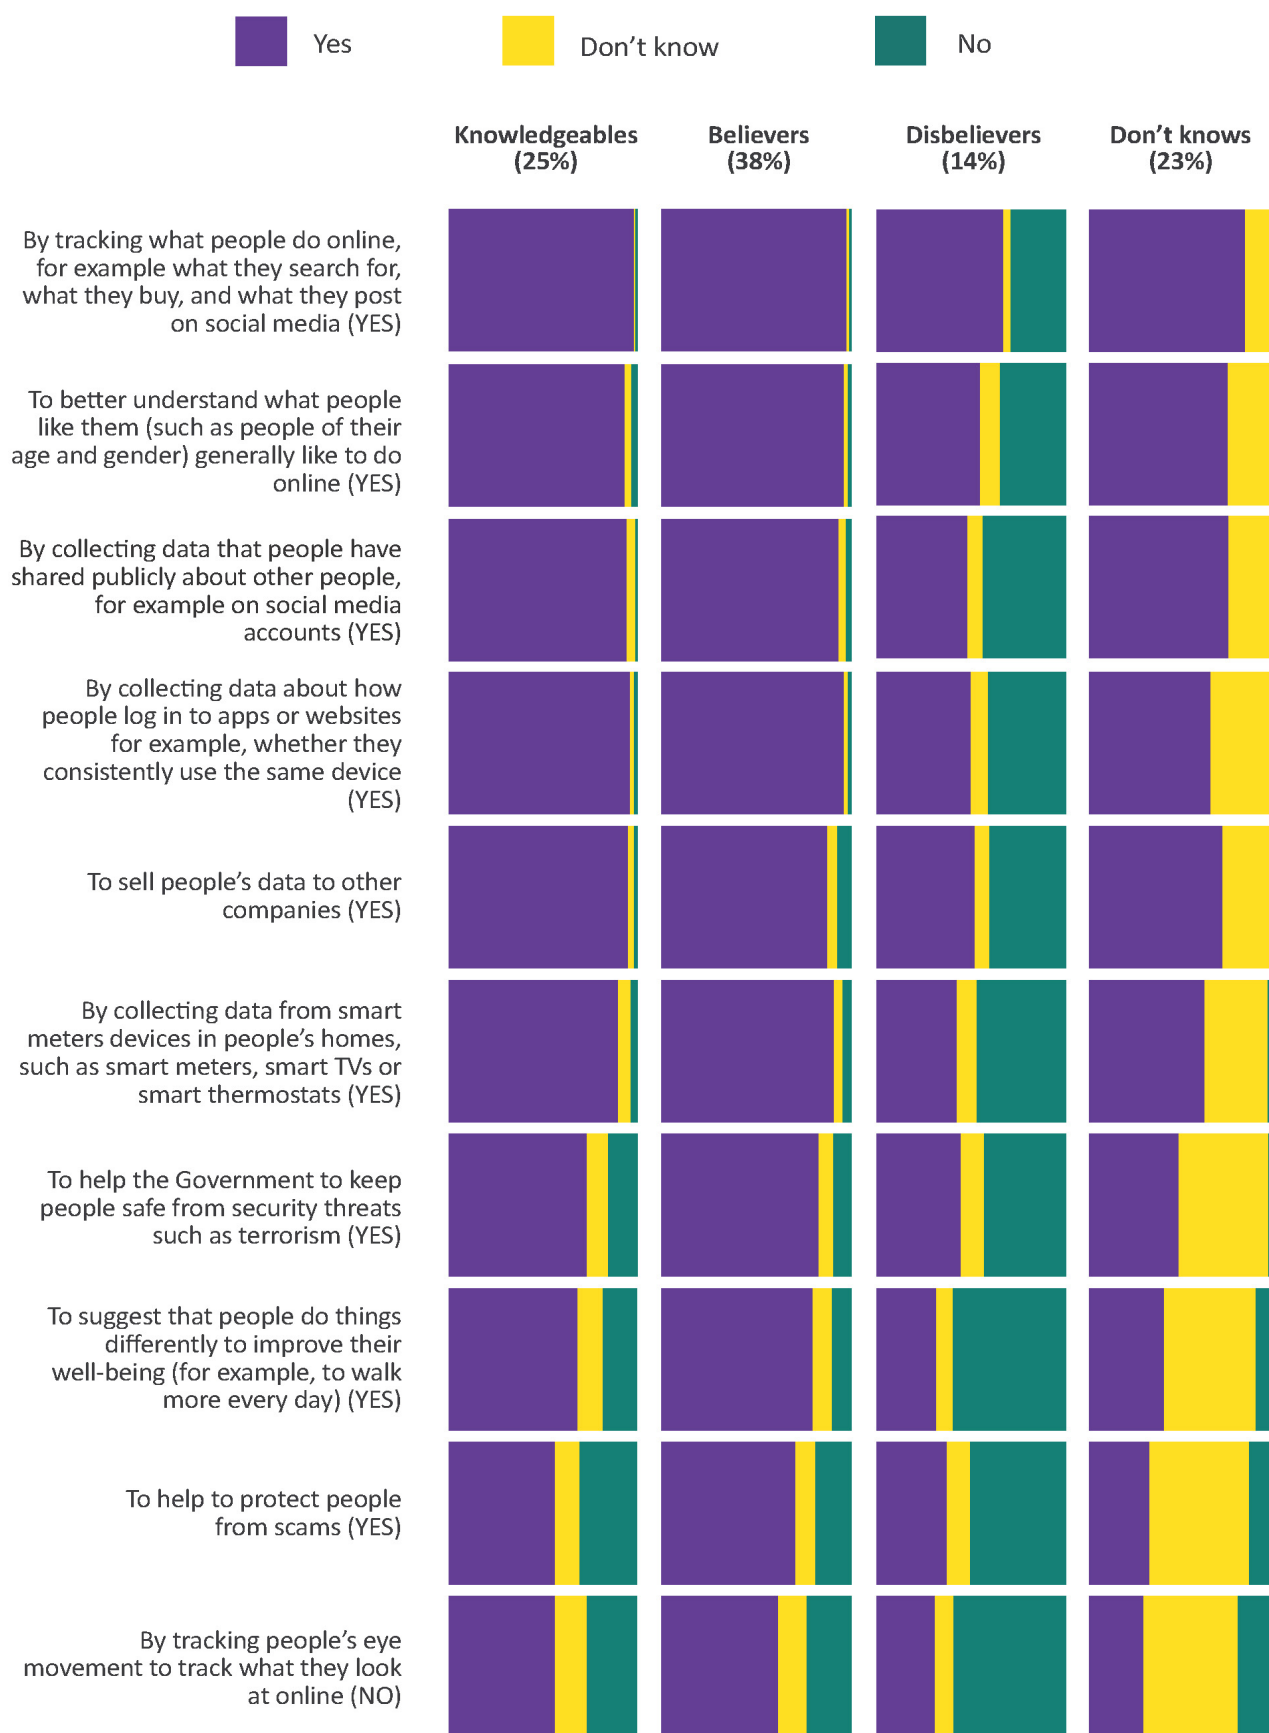 Yes
Don't know
No
Knowledgeables
(25%)
Believers
(38%)
Disbelievers
(14%)
Don't knows
(23%)
By tracking what people do online,
for example what they search for,
what they buy, and what they post
on social media (YES)
To better understand what people
like them (such as people of their
age and gender) generally like to do
online (YES)
By collecting data that people have
shared publicly about other people,
for example on social media
accounts (YES)
By collecting data about how
people log in to apps or websites
for example, whether they
consistently use the same device
(YES)
To sell people's data to other
companies (YES)
By collecting data from smart
meters devices in people's homes,
such as smart meters, smart TVs or
smart thermostats (YES)
To help the Government to keep
people safe from security threats
such as terrorism (YES)
To suggest that people do things
differently to improve their
well-being (for example, to walk
more every day) (YES)
To help to protect people
from scams (YES)
By tracking people's eye
movement to track what they look
at online (NO)